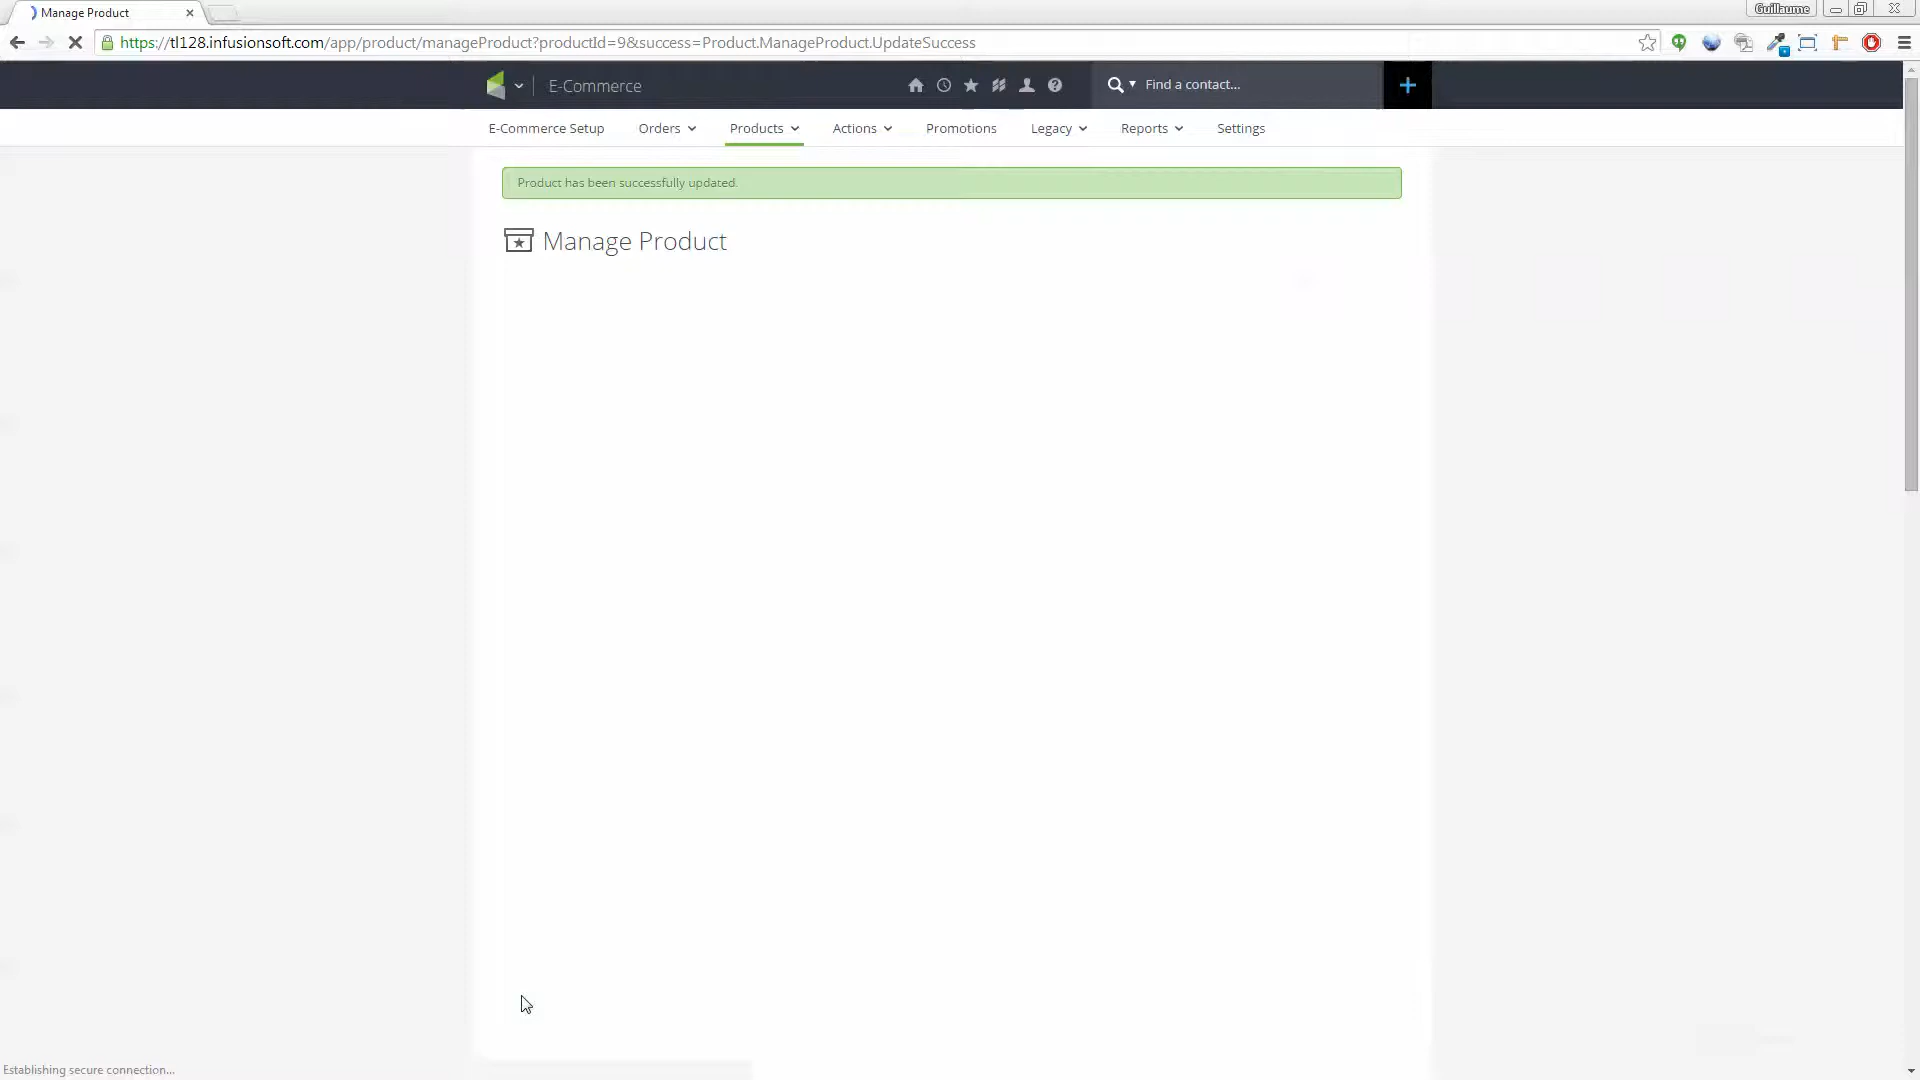 Manage Product
Guillaume
https://tl128.infusionsoft.com/app/product/manageProduct?productId=9&success=Product.ManageProduct.UpdateSuccess
E-Commerce
Find a contact...
E-Commerce Setup Orders Products Actions Promotions Legacy Reports Settings
Product has been successfully updated.
Manage Product
Establishing secure connection...